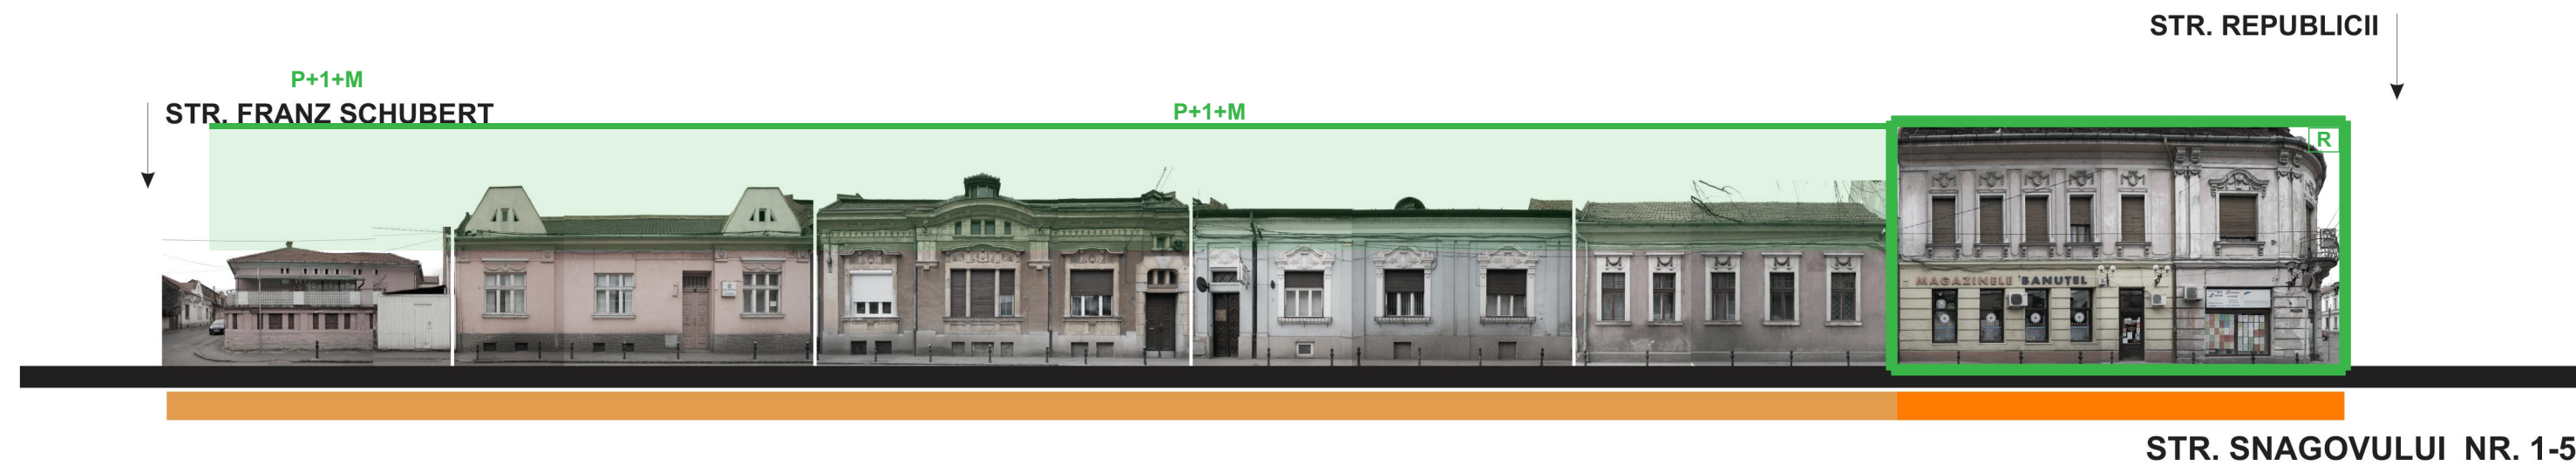 STR. REPUBLICII
P+1+M
STR. FRANZ SCHUBERT
P+1+M
R
MAGAZINELE BANUTEL
STR. SNAGOVULUI NR. 1-5